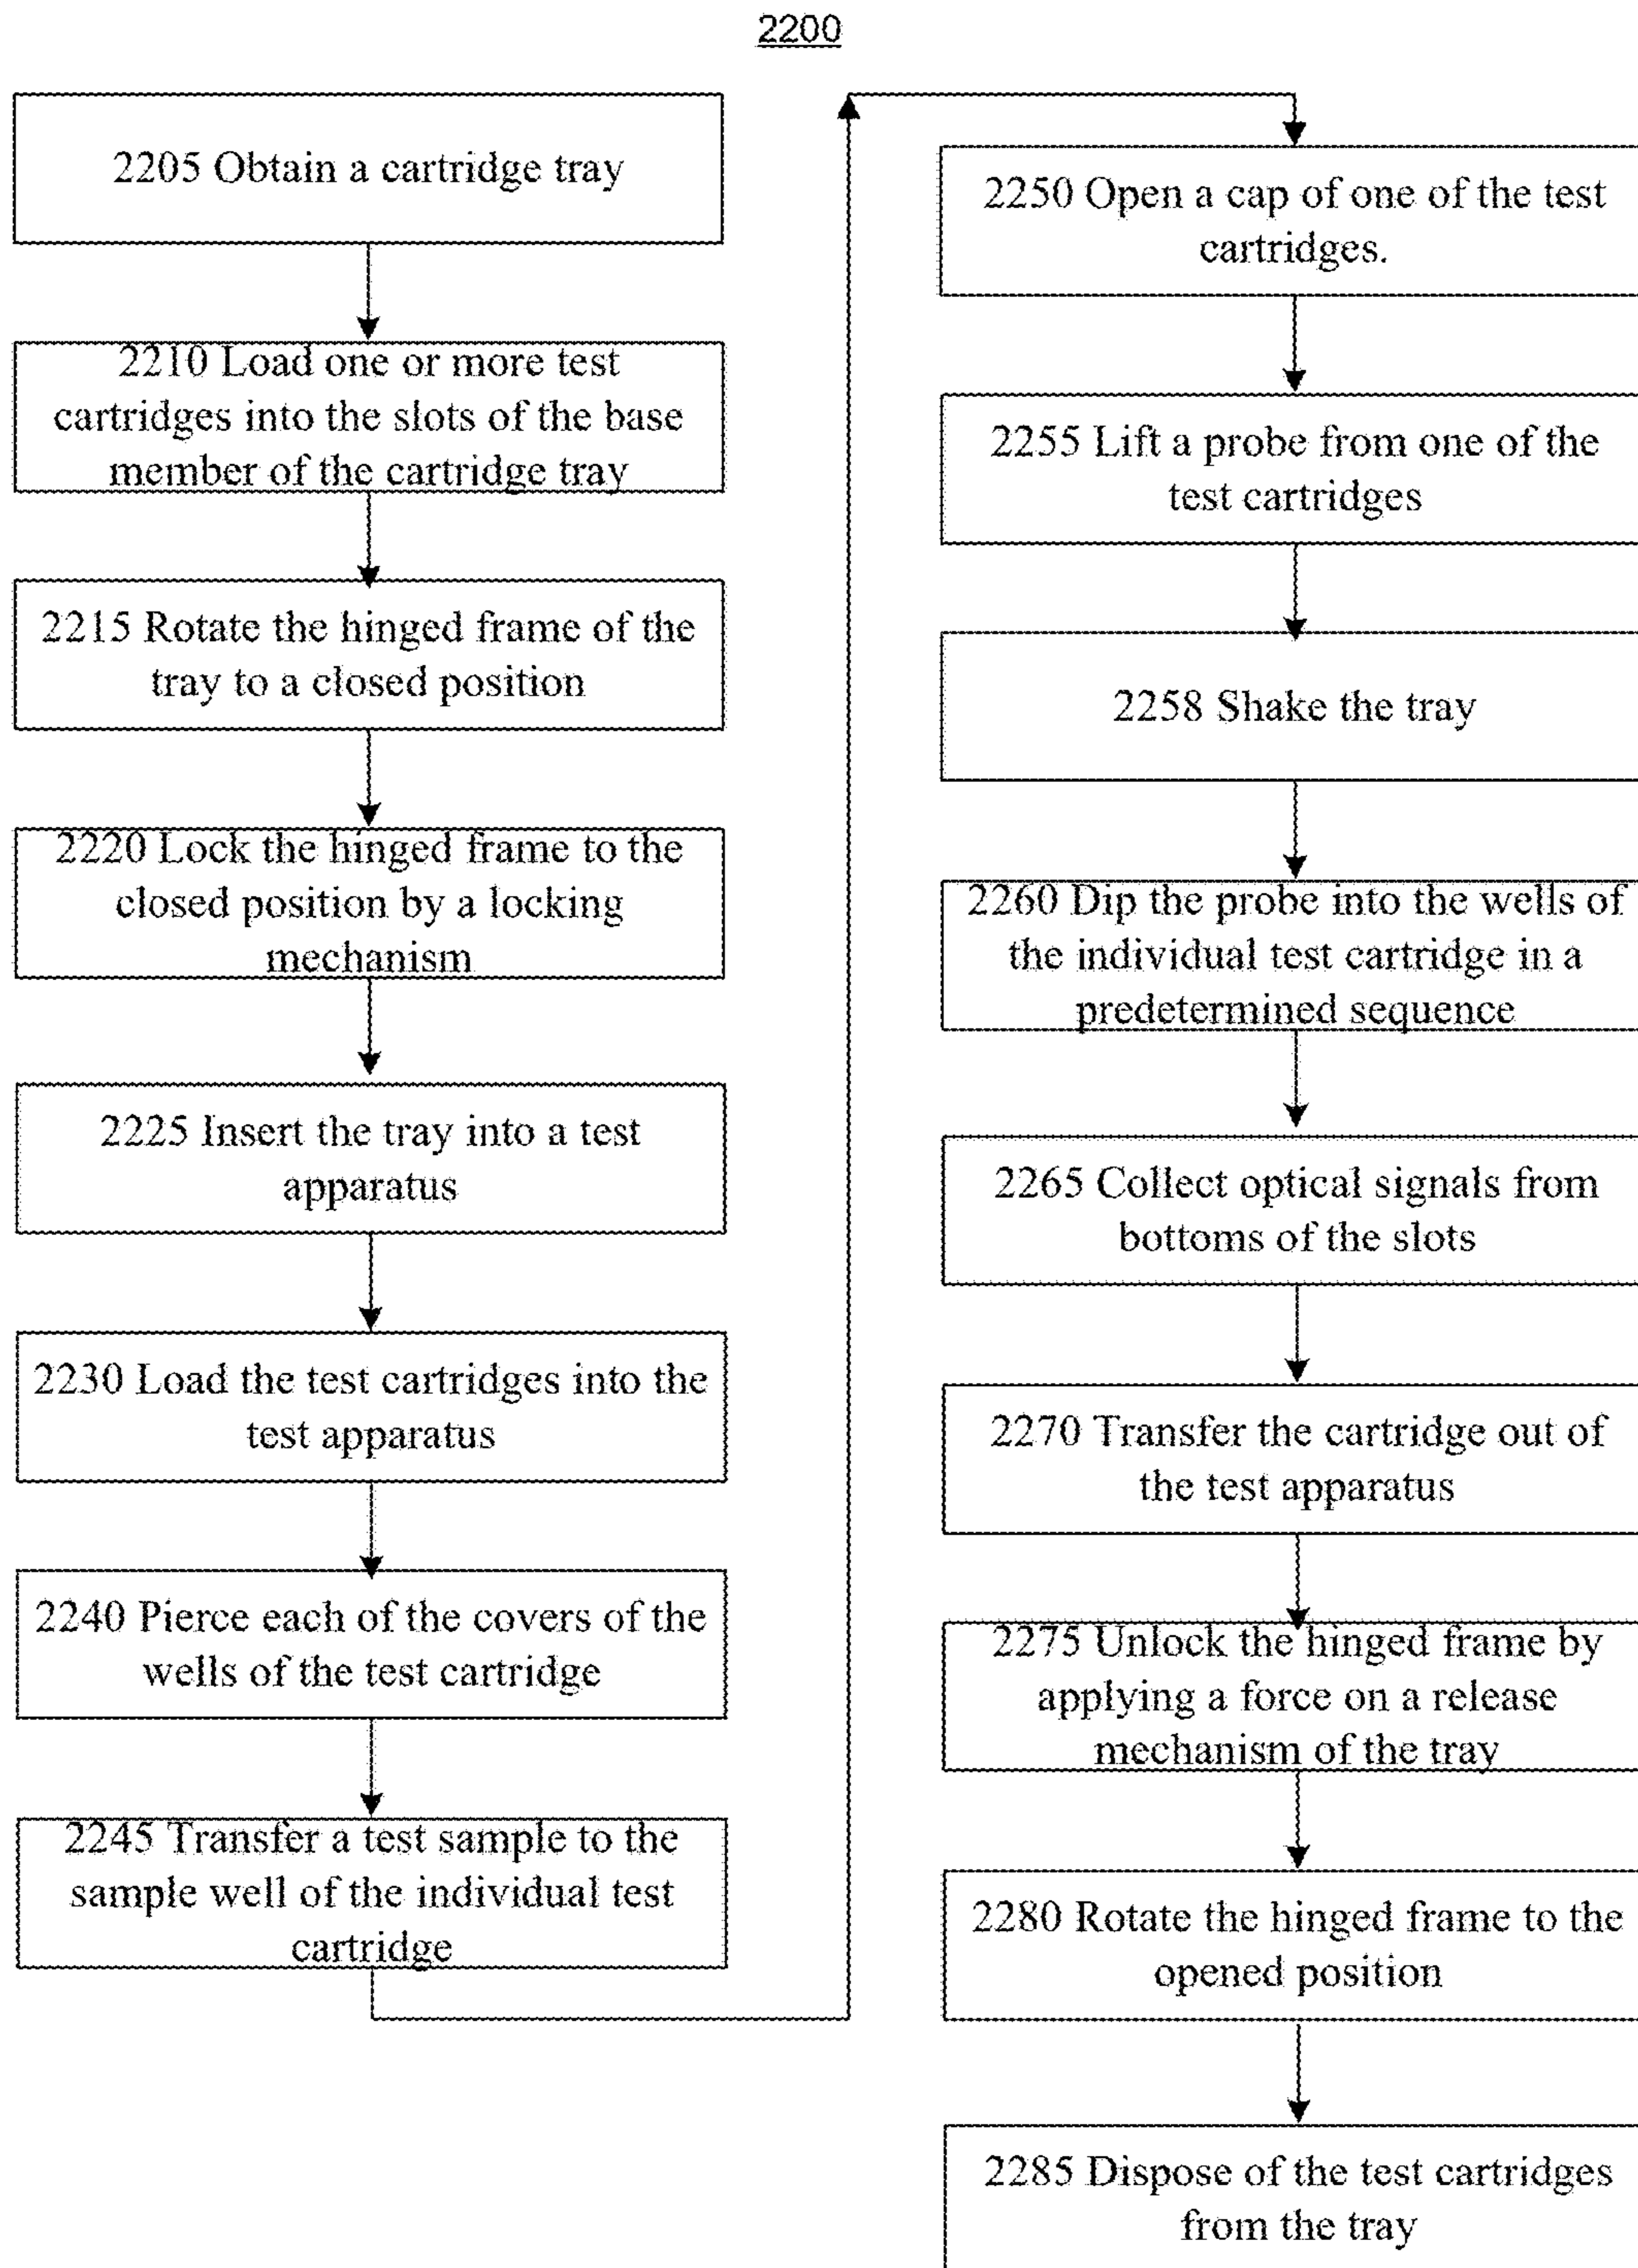 2200
2205 Obtain a cartridge tray
2210 Load one or more test
cartridges into the slots of the base
member of the cartridge tray
2215 Rotate the hinged frame of the
tray to a closed position
2220 Lock the hinged frame to the
closed position by a locking
mechanism
2225 Insert the tray into a test
apparatus
2230 Load the test cartridges into the
test apparatus
2240 Pierce each of the covers of the
wells of the test cartridge
2245 Transfer a test sample to the
sample well of the individual test
cartridge
2250 Open a cap of one of the test
cartridges.
2255 Lift a probe from one of the
test cartridges
2258 Shake the tray
2260 Dip the probe into the wells of
the individual test cartridge in a
predetermined sequence
2265 Collect optical signals from
bottoms of the slots
2270 Transfer the cartridge out of
the test apparatus
2275 Unlock the hinged frame by
applying a force on a release
mechanism of the tray
2280 Rotate the hinged frame to the
opened position
2285 Dispose of the test cartridges
from the tray